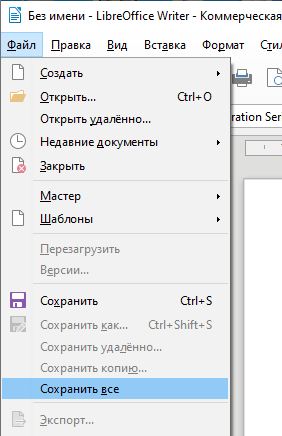 Без имени - LibreOffice Writer - Коммерческая
Файл Правка Вид Вставка Формат Стил
Создать
Открыть... Ctrl+O
Открыть удалённо...
Недавние документы
ration Ser
Закрыть
Мастер
Шаблоны
Перезагрузить
Версии...
Сохранить Ctrl+S
Сохранить как... Ctrl+Shift+S
Сохранить удалённо...
Сохранить копию...
Сохранить все
Экспорт...